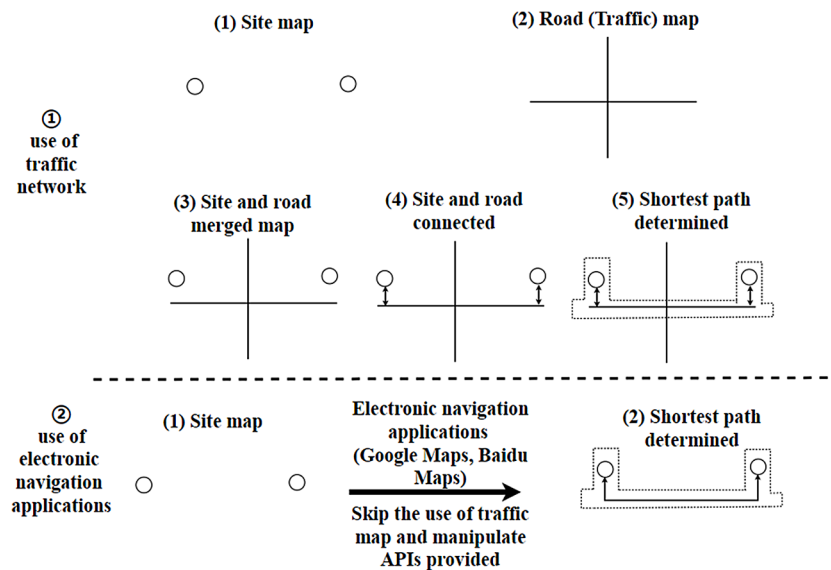 (1) Site map
(2) Road (Traffic) map
①
use of
traffic
network
(3) Site and road
merged map
(4) Site and road
connected
(5) Shortest path
determined
②
use of
electronic
navigation
applications
(1) Site map
Electronic navigation
applications
(Google Maps, Baidu
Maps)
Skip the use of traffic
map and manipulate
APIs provided
(2) Shortest path
determined